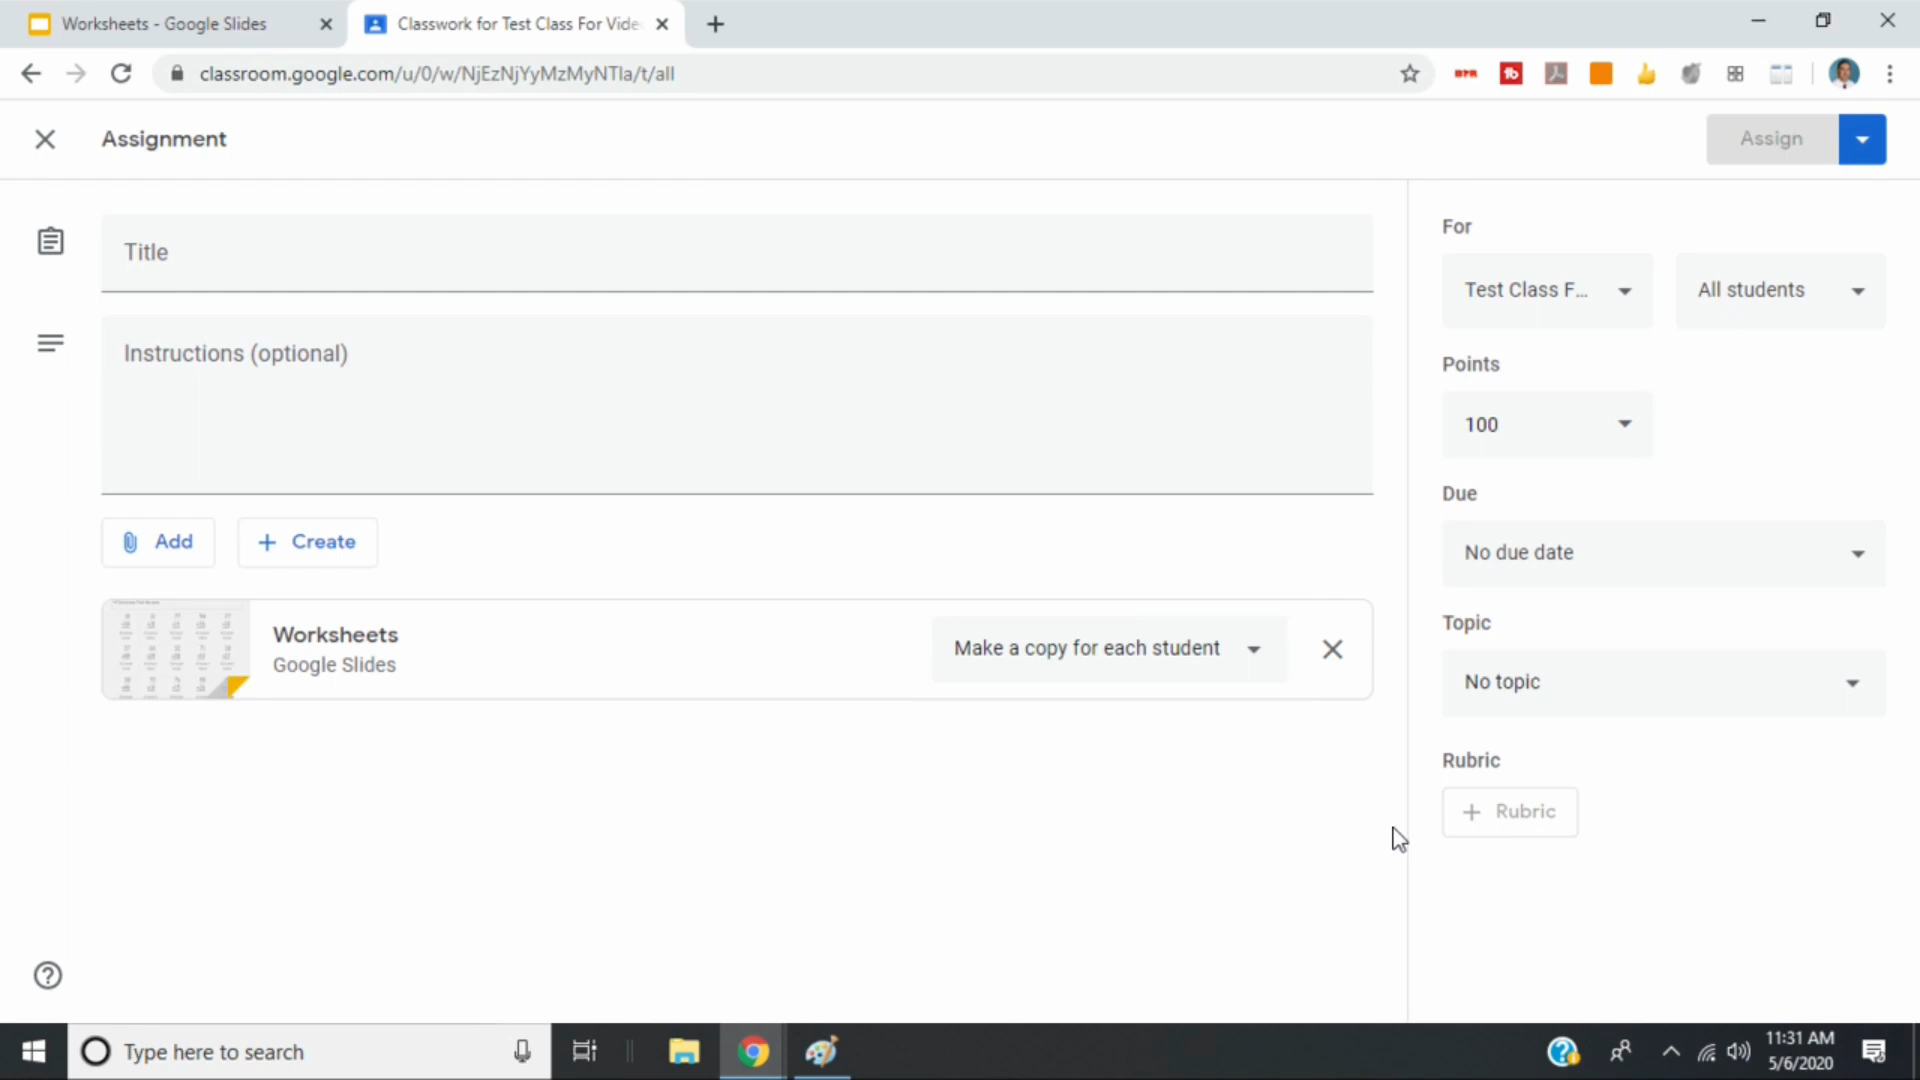 Worksheets - Google Slides
Classwork for Test Class For Vide
classroom.google.com/u/0/w/NjEzNjYyMzMyNTla/t/all
Assignment
Assign
Title
Instructions (optional)
Add
Create
Worksheets
Google Slides
Make a copy for each student
For
Test Class F...
All students
Points
100
Due
No due date
Topic
No topic
Rubric
Rubric
Type here to search
11:31 AM
5/6/2020